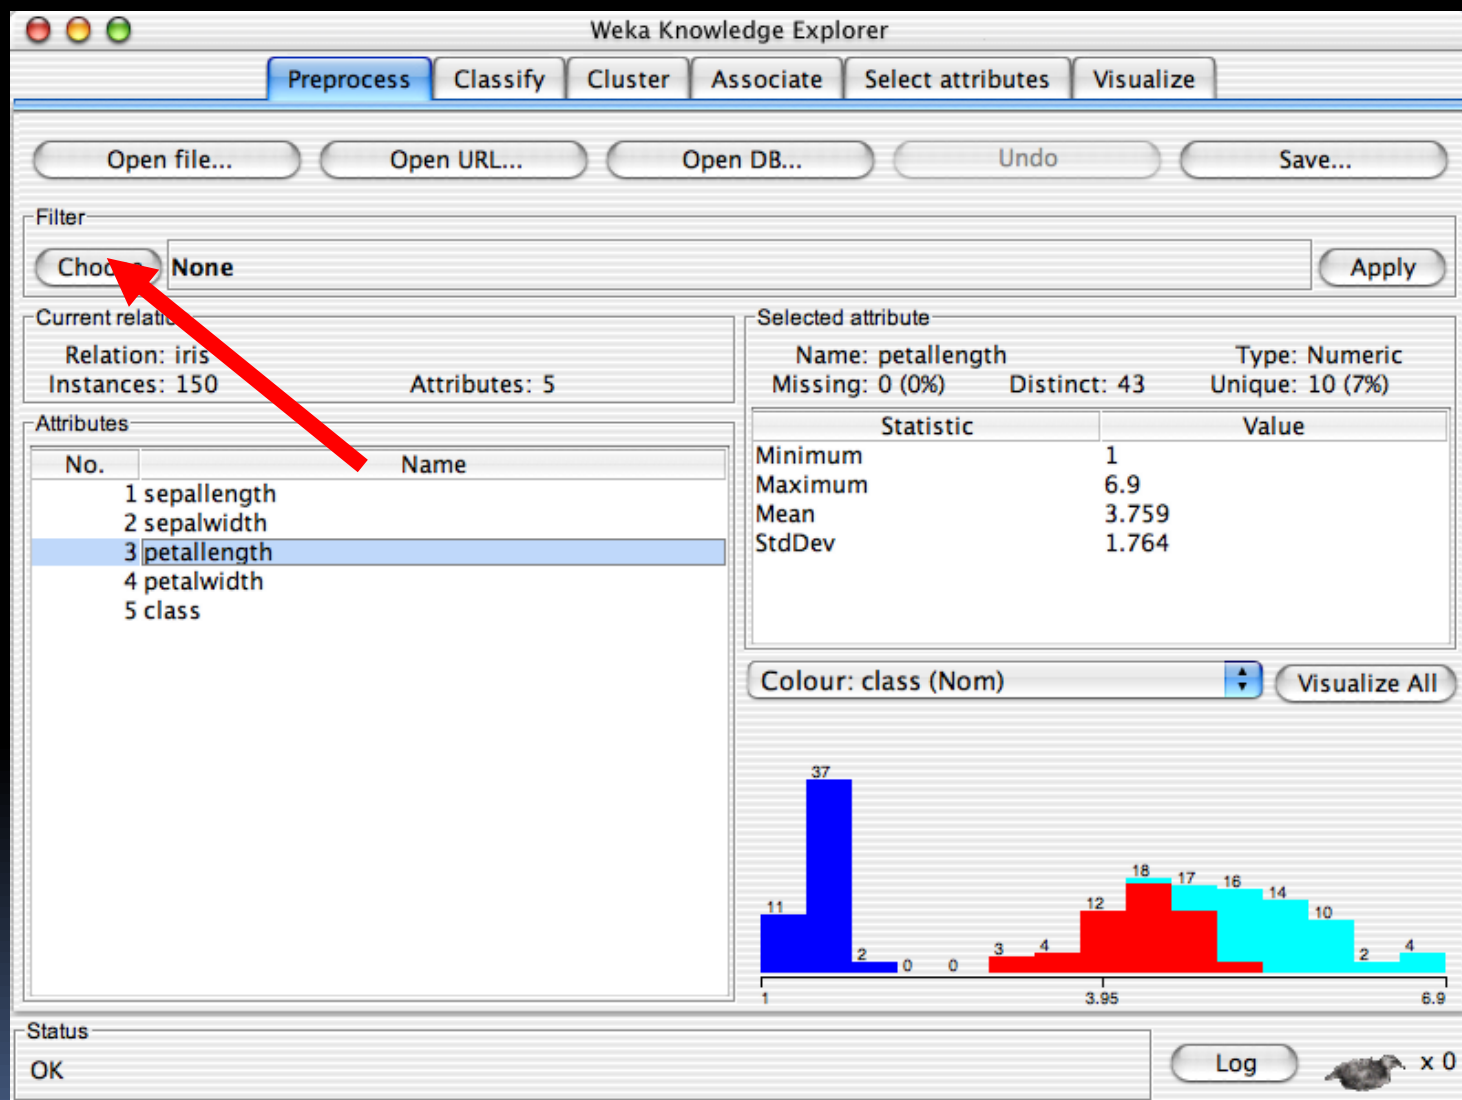 Weka Knowledge Explorer
Preprocess Classify Cluster Associate Select attributes Visualize
Open file... Open URL... Open DB... Undo Save...
Filter
None Apply
Current
Relation: iris
Instances: 150 Attributes: 5
Selected attribute
Name: petallength Type: Numeric
Missing: 0 (0%) Distinct: 43 Unique: 10 (7%)
Attributes
No. Name
1 sepallength
2 sepalwidth
3 petallength
4 petalwidth
5 class
Statistic Value
Minimum 1
Maximum 6.9
Mean 3.759
StdDev 1.764
Colour: class (Nom) Visualize All
11 37 2 0 0 3 4 12 18 17 16 14 10 2 4
1 3.95 6.9
Status
OK Log x 0